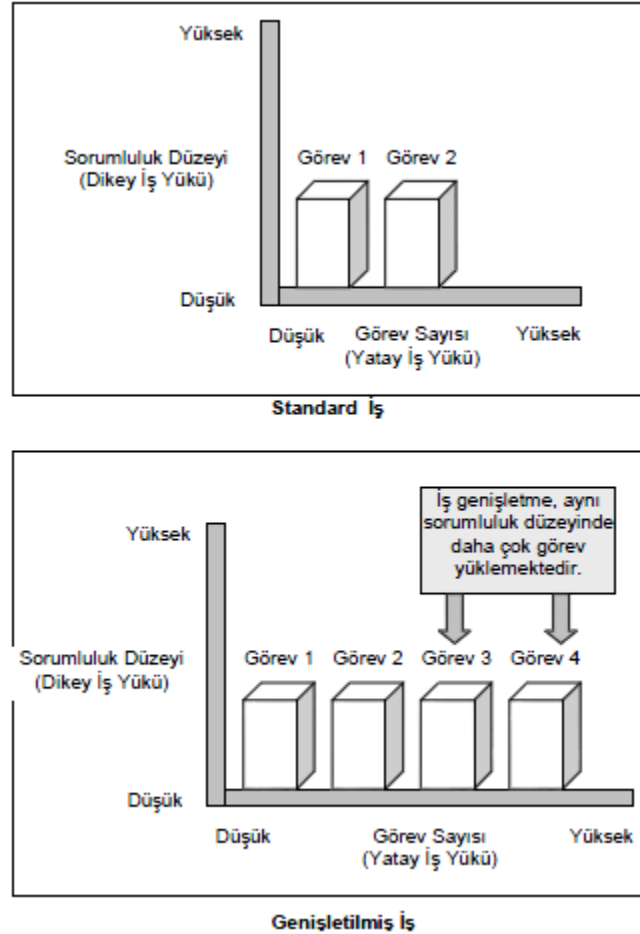 Yüksek
Sorumluluk Düzeyi
(Dikey İş Yükü)
Görev 1
Görev 2
Düşük
Düşük
Görev Sayısı
(Yatay İş Yükü)
Yüksek
Standard İş
İş genişletme, aynı
sorumluluk düzeyinde
daha çok görev
yüklemektedir.
Yüksek
Sorumluluk Düzeyi
(Dikey İş Yükü)
Görev 1
Görev 2
Görev 3
Görev 4
Düşük
Düşük
Görev Sayısı
(Yatay İş Yükü)
Yüksek
Genişletilmiş İş